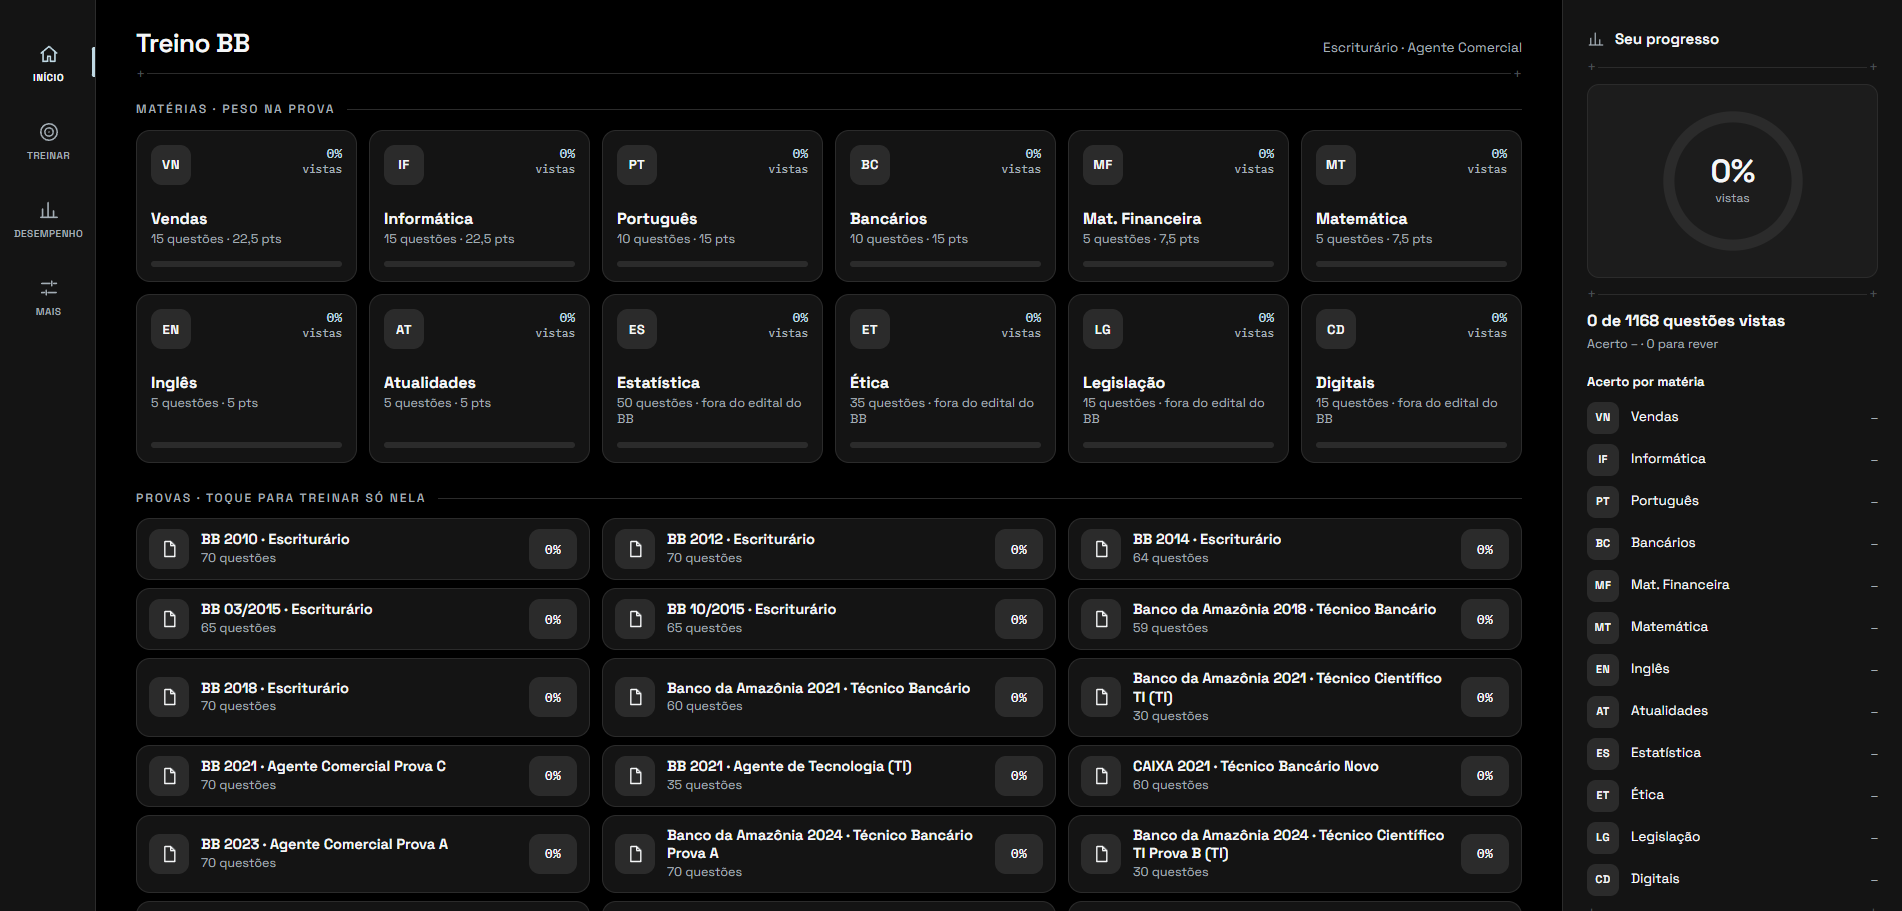 INÍCIO
TREINAR
DESEMPENHO
MAIS
Treino BB
Escriturário · Agente Comercial
MATÉRIAS · PESO NA PROVA
VN
0%
vistas
Vendas
15 questões · 22,5 pts
IF
0%
vistas
Informática
15 questões · 22,5 pts
PT
0%
vistas
Português
10 questões · 15 pts
BC
0%
vistas
Bancários
10 questões · 15 pts
MF
0%
vistas
Mat. Financeira
5 questões · 7,5 pts
MT
0%
vistas
Matemática
5 questões · 7,5 pts
EN
0%
vistas
Inglês
5 questões · 5 pts
AT
0%
vistas
Atualidades
5 questões · 5 pts
ES
0%
vistas
Estatística
50 questões · fora do edital do
BB
ET
0%
vistas
Ética
35 questões · fora do edital do
BB
LG
0%
vistas
Legislação
15 questões · fora do edital do
BB
CD
0%
vistas
Digitais
15 questões · fora do edital do
BB
PROVAS · TOQUE PARA TREINAR SÓ NELA
BB 2010 · Escriturário
70 questões
0%
BB 2012 · Escriturário
70 questões
0%
BB 2014 · Escriturário
64 questões
0%
BB 03/2015 · Escriturário
65 questões
0%
BB 10/2015 · Escriturário
65 questões
0%
Banco da Amazônia 2018 · Técnico Bancário
59 questões
0%
BB 2018 · Escriturário
70 questões
0%
Banco da Amazônia 2021 · Técnico Bancário
60 questões
0%
Banco da Amazônia 2021 · Técnico Científico
TI (TI)
30 questões
0%
BB 2021 · Agente Comercial Prova C
70 questões
0%
BB 2021 · Agente de Tecnologia (TI)
35 questões
0%
CAIXA 2021 · Técnico Bancário Novo
60 questões
0%
BB 2023 · Agente Comercial Prova A
70 questões
0%
Banco da Amazônia 2024 · Técnico Bancário
Prova A
70 questões
0%
Banco da Amazônia 2024 · Técnico Científico
TI Prova B (TI)
30 questões
0%
Seu progresso
0%
vistas
0 de 1168 questões vistas
Acerto – · 0 para rever
Acerto por matéria
VN Vendas –
IF Informática –
PT Português –
BC Bancários –
MF Mat. Financeira –
MT Matemática –
EN Inglês –
AT Atualidades –
ES Estatística –
ET Ética –
LG Legislação –
CD Digitais –